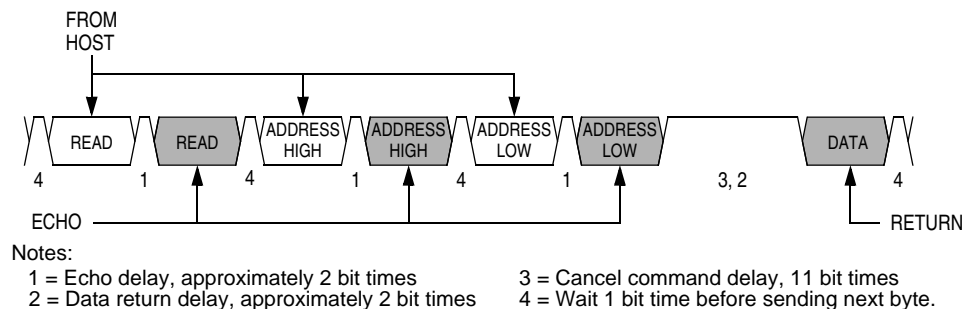 FROM
HOST
READ READ ADDRESS HIGH ADDRESS HIGH ADDRESS LOW ADDRESS LOW DATA
4 1 4 1 4 1 3, 2 4
ECHO RETURN
Notes:
1 = Echo delay, approximately 2 bit times
2 = Data return delay, approximately 2 bit times
3 = Cancel command delay, 11 bit times
4 = Wait 1 bit time before sending next byte.